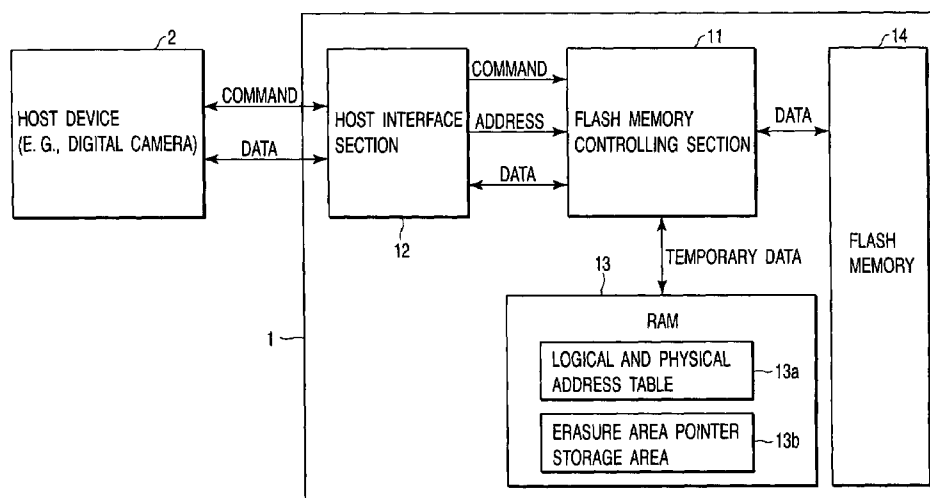 2
HOST DEVICE
(E. G., DIGITAL CAMERA)
COMMAND
DATA
1
HOST INTERFACE
SECTION
12
COMMAND
ADDRESS
DATA
11
FLASH MEMORY
CONTROLLING SECTION
DATA
14
FLASH
MEMORY
TEMPORARY DATA
13
RAM
LOGICAL AND PHYSICAL
ADDRESS TABLE
13a
ERASURE AREA POINTER
STORAGE AREA
13b